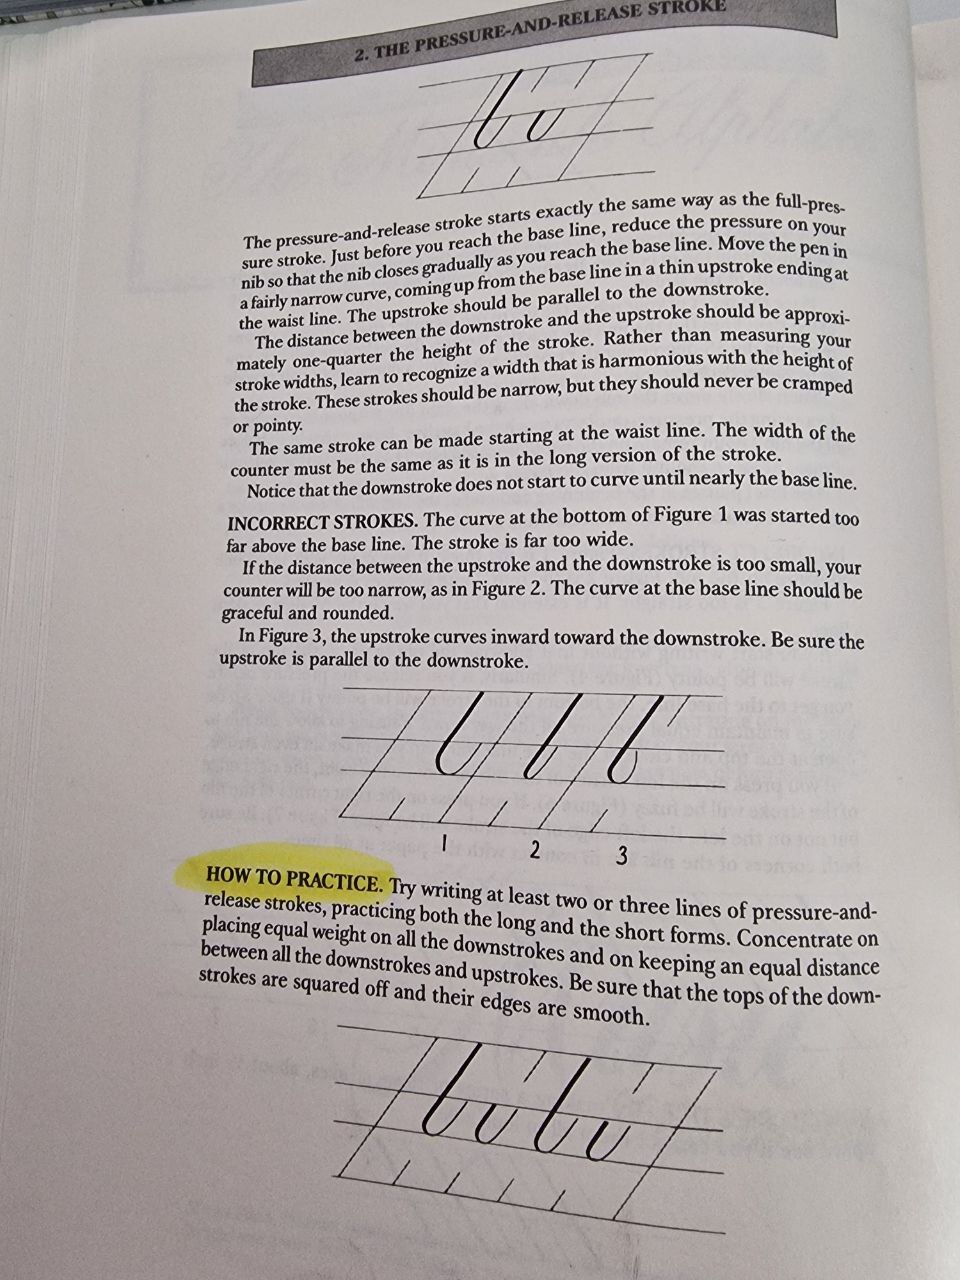 2. THE PRESSURE-AND-RELEASE STROKE
The pressure-and-release stroke starts exactly the same way as the full-pres-
sure stroke. Just before you reach the base line, reduce the pressure on your
nib so that the nib closes gradually as you reach the base line. Move the pen in
a fairly narrow curve, coming up from the base line in a thin upstroke ending at
the waist line. The upstroke should be parallel to the downstroke.
The distance between the downstroke and the upstroke should be approxi-
mately one-quarter the height of the stroke. Rather than measuring your
stroke widths, learn to recognize a width that is harmonious with the height of
the stroke. These strokes should be narrow, but they should never be cramped
or pointy.
The same stroke can be made starting at the waist line. The width of the
counter must be the same as it is in the long version of the stroke.
Notice that the downstroke does not start to curve until nearly the base line.
INCORRECT STROKES. The curve at the bottom of Figure 1 was started too
far above the base line. The stroke is far too wide.
If the distance between the upstroke and the downstroke is too small, your
counter will be too narrow, as in Figure 2. The curve at the base line should be
graceful and rounded.
In Figure 3, the upstroke curves inward toward the downstroke. Be sure the
upstroke is parallel to the downstroke.
1 2 3
HOW TO PRACTICE. Try writing at least two or three lines of pressure-and-
release strokes, practicing both the long and the short forms. Concentrate on
placing equal weight on all the downstrokes and on keeping an equal distance
between all the downstrokes and upstrokes. Be sure that the tops of the down-
strokes are squared off and their edges are smooth.